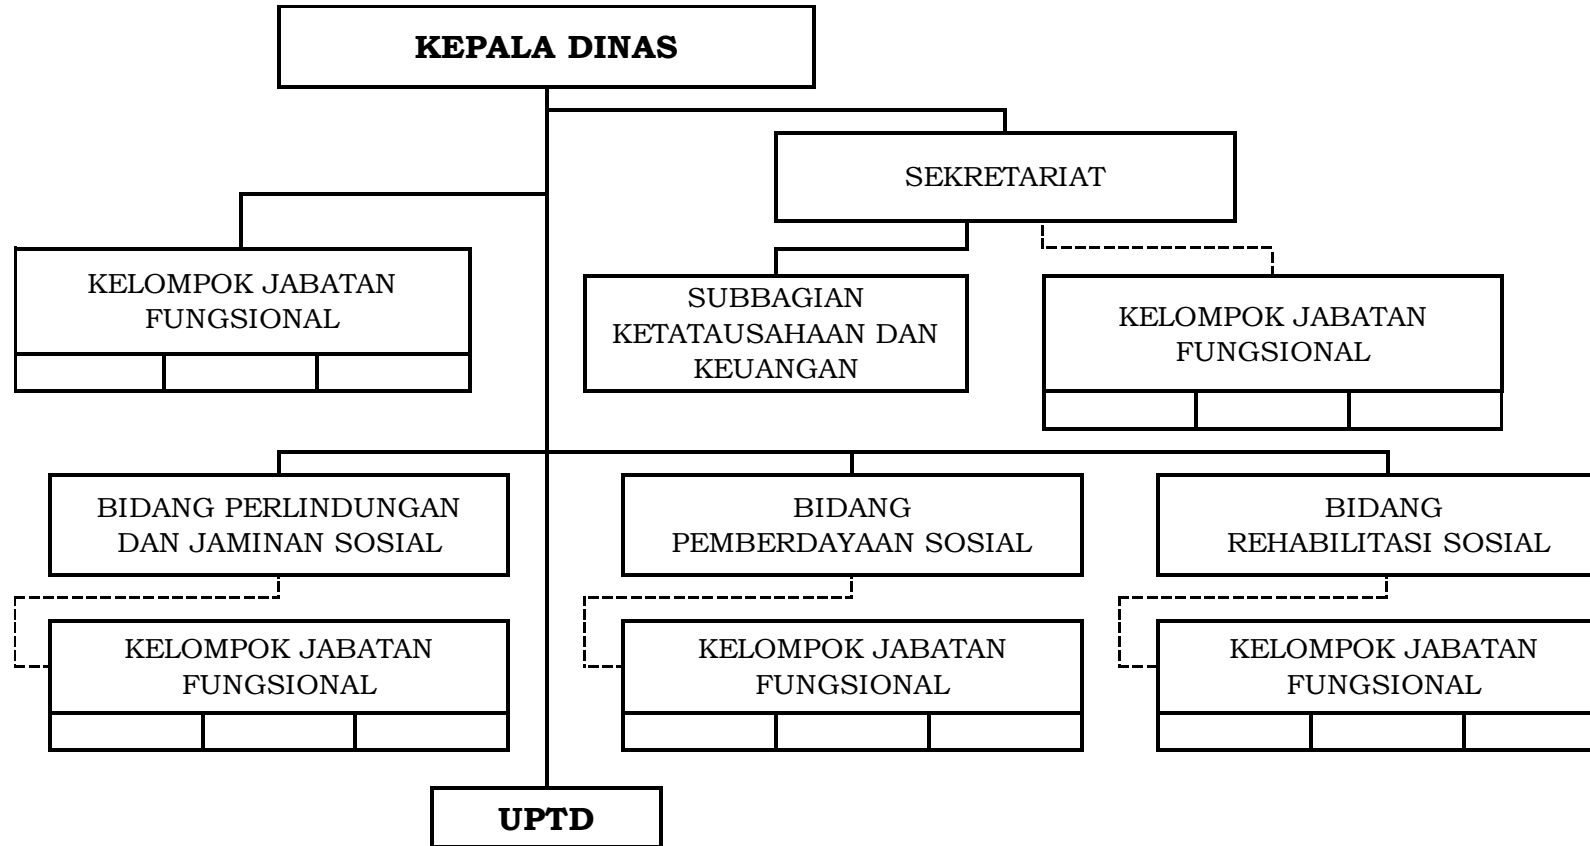 KEPALA DINAS
SEKRETARIAT
KELOMPOK JABATAN
FUNGSIONAL
SUBBAGIAN
KETATAUSAHAAN DAN
KEUANGAN
KELOMPOK JABATAN
FUNGSIONAL
BIDANG PERLINDUNGAN
DAN JAMINAN SOSIAL
BIDANG
PEMBERDAYAAN SOSIAL
BIDANG
REHABILITASI SOSIAL
KELOMPOK JABATAN
FUNGSIONAL
KELOMPOK JABATAN
FUNGSIONAL
KELOMPOK JABATAN
FUNGSIONAL
UPTD